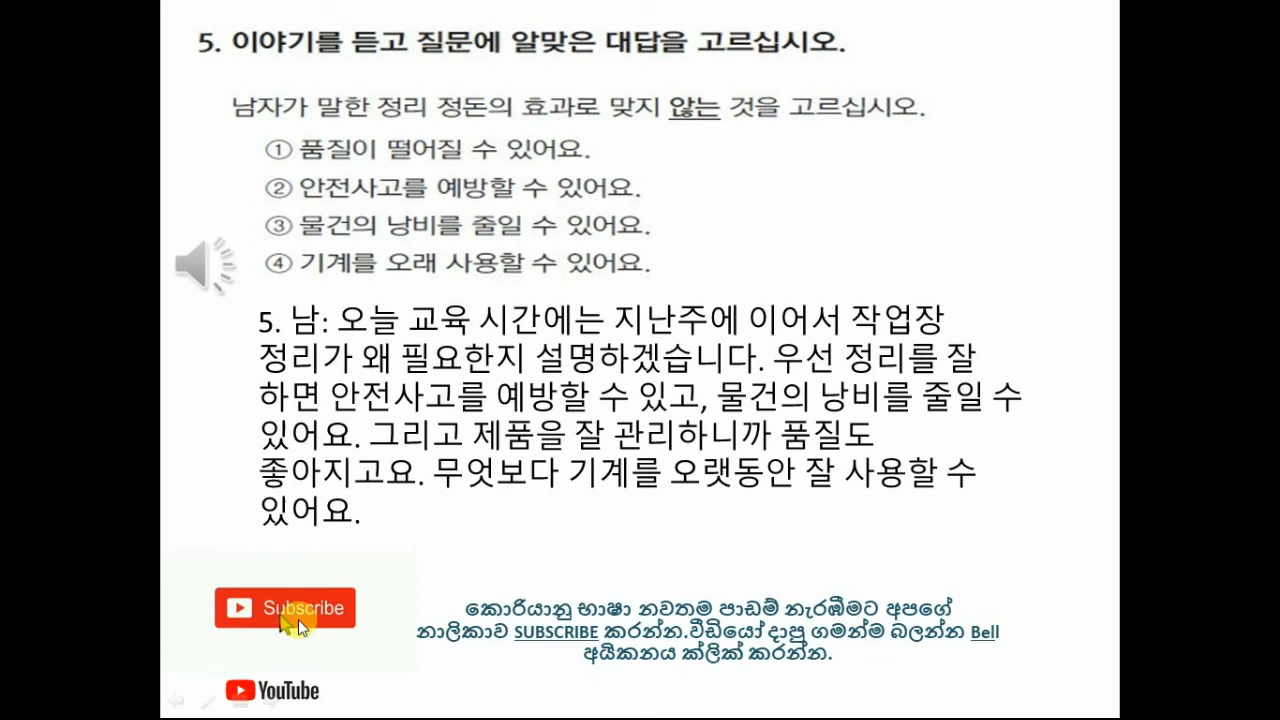 5. 이야기를 듣고 질문에 알맞은 대답을 고르십시오.
남자가 말한 정리 정돈의 효과로 맞지 않는 것을 고르십시오.
① 품질이 떨어질 수 있어요.
② 안전사고를 예방할 수 있어요.
③ 물건의 낭비를 줄일 수 있어요.
④ 기계를 오래 사용할 수 있어요.
5. 남: 오늘 교육 시간에는 지난주에 이어서 작업장
정리가 왜 필요한지 설명하겠습니다. 우선 정리를 잘
하면 안전사고를 예방할 수 있고, 물건의 낭비를 줄일 수
있어요. 그리고 제품을 잘 관리하니까 품질도
좋아지고요. 무엇보다 기계를 오랫동안 잘 사용할 수
있어요.
Subscribe
කොරියානු භාෂා නවතම පාඩම් නැරඹීමට අපගේ
නාලිකාව SUBSCRIBE කරන්න.වීඩියෝ දාපු ගමන්ම බලන්න Bell
අයිකනය ක්ලික් කරන්න.
YouTube